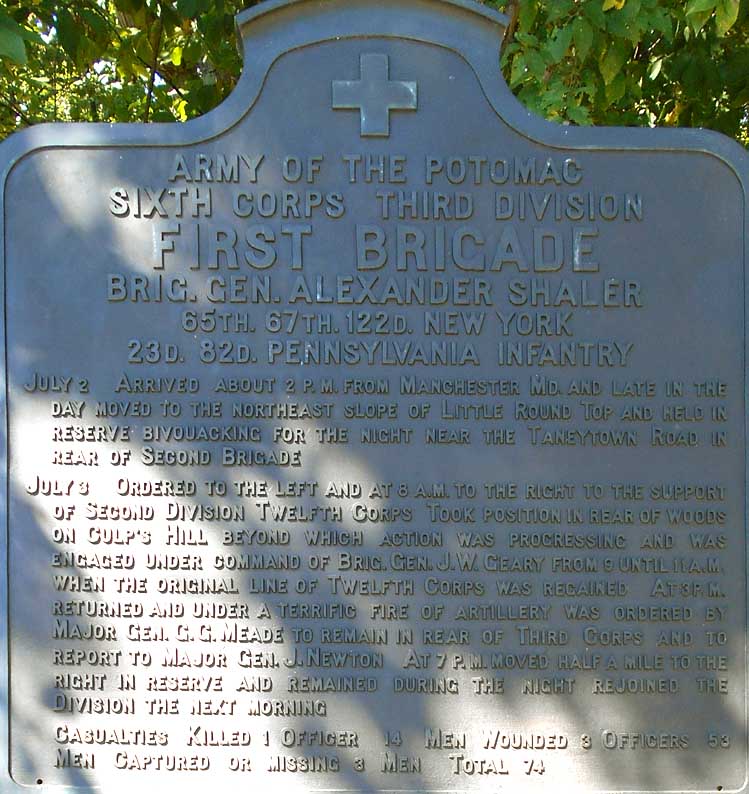 ARMY OF THE POTOMAC
SIXTH CORPS THIRD DIVISION
FIRST BRIGADE
BRIG. GEN. ALEXANDER SHALER
65TH. 67TH. 122D. NEW YORK
23D. 82D. PENNSYLVANIA INFANTRY
JULY 2 ARRIVED ABOUT 2 P.M. FROM MANCHESTER MD. AND LATE IN THE
DAY MOVED TO THE NORTHEAST SLOPE OF LITTLE ROUND TOP AND HELD IN
RESERVE BIVOUACKING FOR THE NIGHT NEAR THE TANEYTOWN ROAD IN
REAR OF SECOND BRIGADE
JULY 3 ORDERED TO THE LEFT AND AT 8 A.M. TO THE RIGHT TO THE SUPPORT
OF SECOND DIVISION TWELFTH CORPS TOOK POSITION IN REAR OF WOODS
ON CULP'S HILL BEYOND WHICH ACTION WAS PROGRESSING AND WAS
ENGAGED UNDER COMMAND OF BRIG. GEN. J. W. GEARY FROM 9 UNTIL 11 A.M.
WHEN THE ORIGINAL LINE OF TWELFTH CORPS WAS REGAINED AT 3 P.M.
RETURNED AND UNDER A TERRIFIC FIRE OF ARTILLERY WAS ORDERED BY
MAJOR GEN. G. G. MEADE TO REMAIN IN REAR OF THIRD CORPS AND TO
REPORT TO MAJOR GEN. J. NEWTON AT 7 P.M. MOVED HALF A MILE TO THE
RIGHT IN RESERVE AND REMAINED DURING THE NIGHT REJOINED THE
DIVISION THE NEXT MORNING
CASUALTIES KILLED 1 OFFICER 14 MEN WOUNDED 3 OFFICERS 53
MEN CAPTURED OR MISSING 3 MEN TOTAL 74